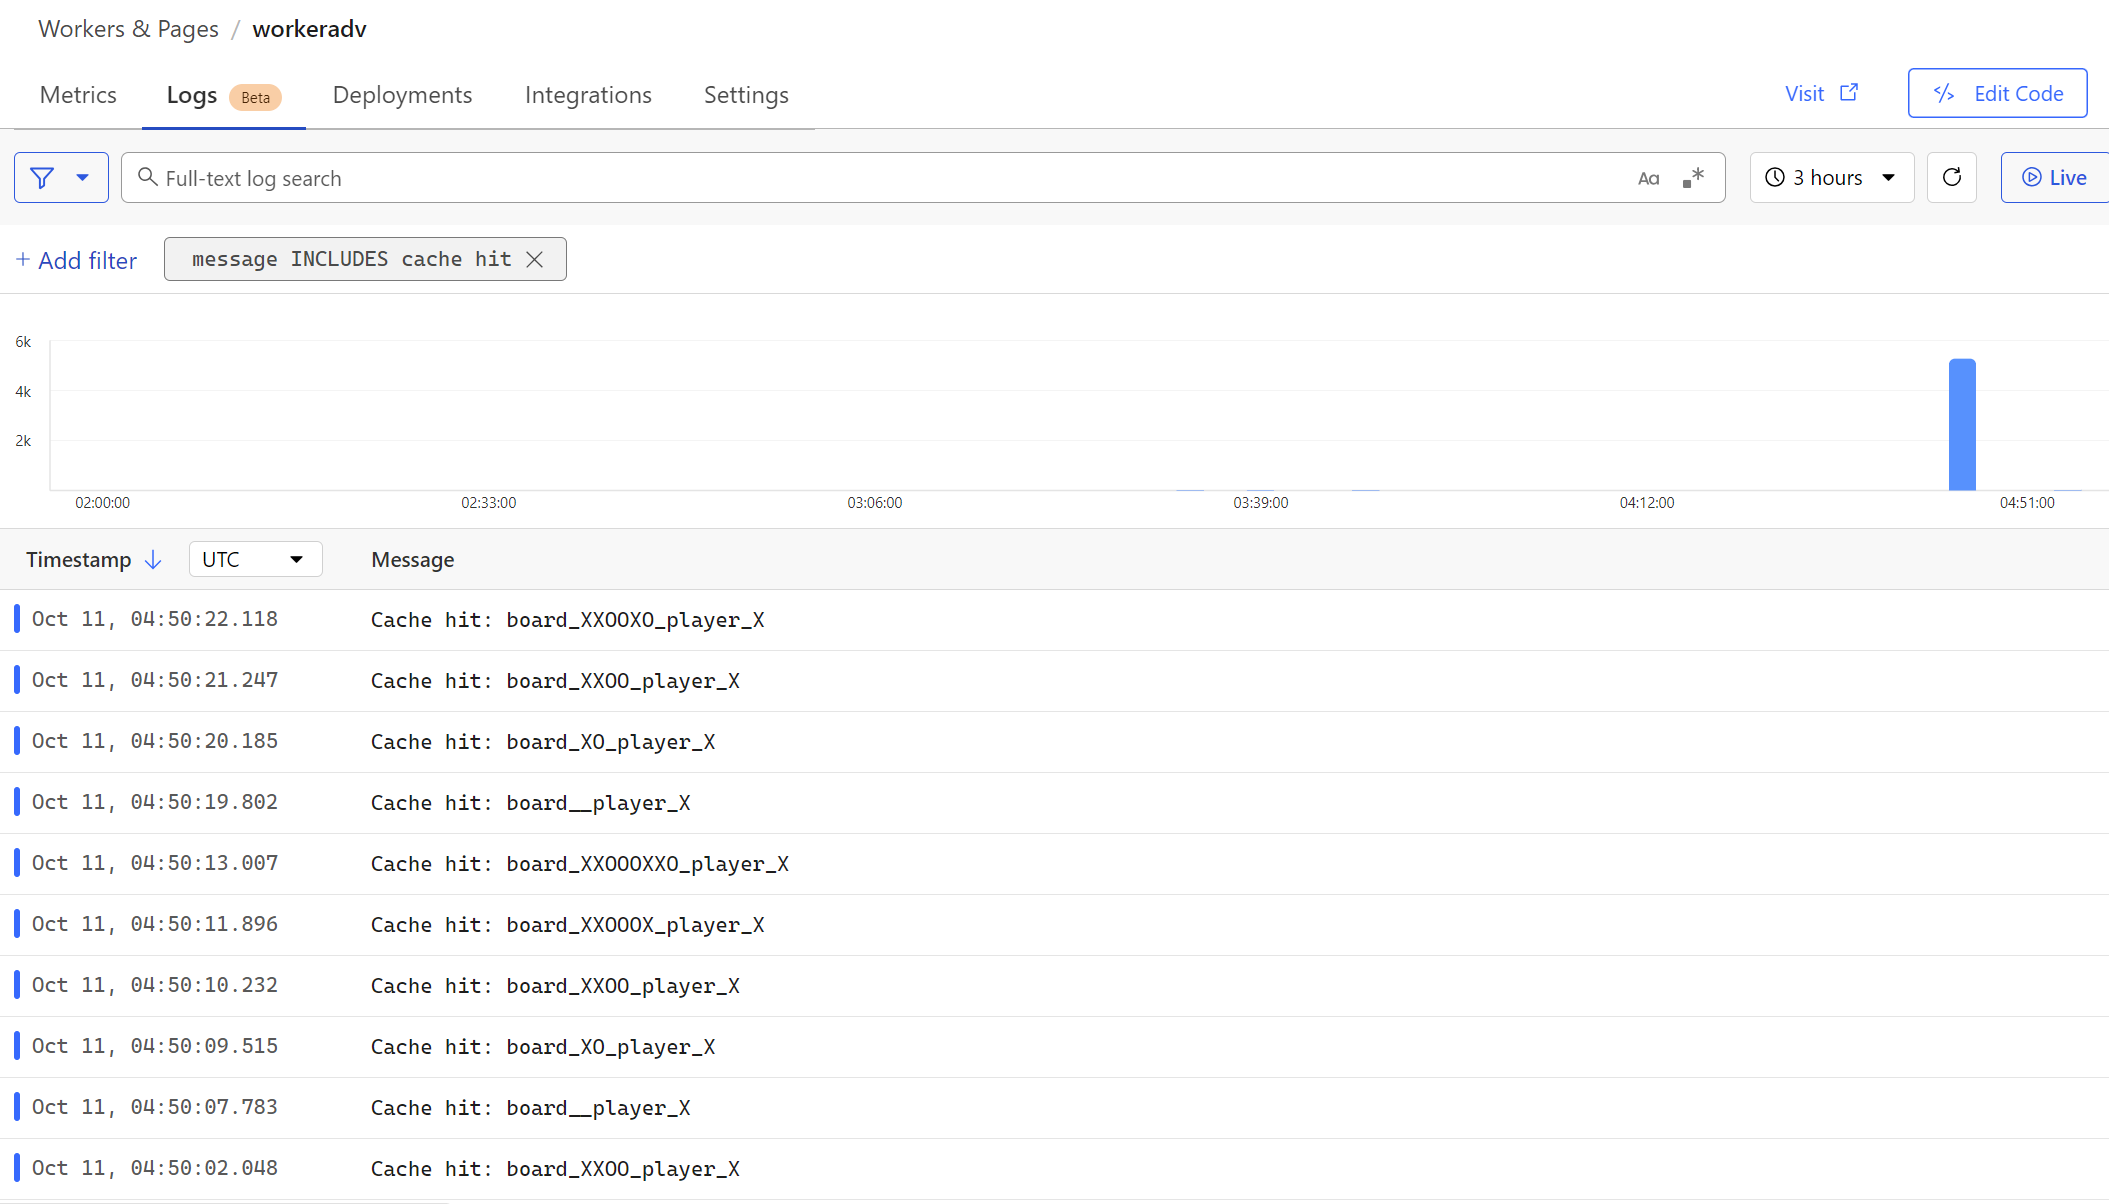 Workers & Pages / workeradv
Metrics Logs Beta Deployments Integrations Settings Visit </> Edit Code
Full-text log search Aa .* 3 hours Live
+ Add filter message INCLUDES cache hit
6k
4k
2k
02:00:00 02:33:00 03:06:00 03:39:00 04:12:00 04:51:00
Timestamp UTC Message
Oct 11, 04:50:22.118 Cache hit: board_XXOOXO_player_X
Oct 11, 04:50:21.247 Cache hit: board_XXOO_player_X
Oct 11, 04:50:20.185 Cache hit: board_XO_player_X
Oct 11, 04:50:19.802 Cache hit: board__player_X
Oct 11, 04:50:13.007 Cache hit: board_XXOOOXXO_player_X
Oct 11, 04:50:11.896 Cache hit: board_XXOOOX_player_X
Oct 11, 04:50:10.232 Cache hit: board_XXOO_player_X
Oct 11, 04:50:09.515 Cache hit: board_XO_player_X
Oct 11, 04:50:07.783 Cache hit: board__player_X
Oct 11, 04:50:02.048 Cache hit: board_XXOO_player_X